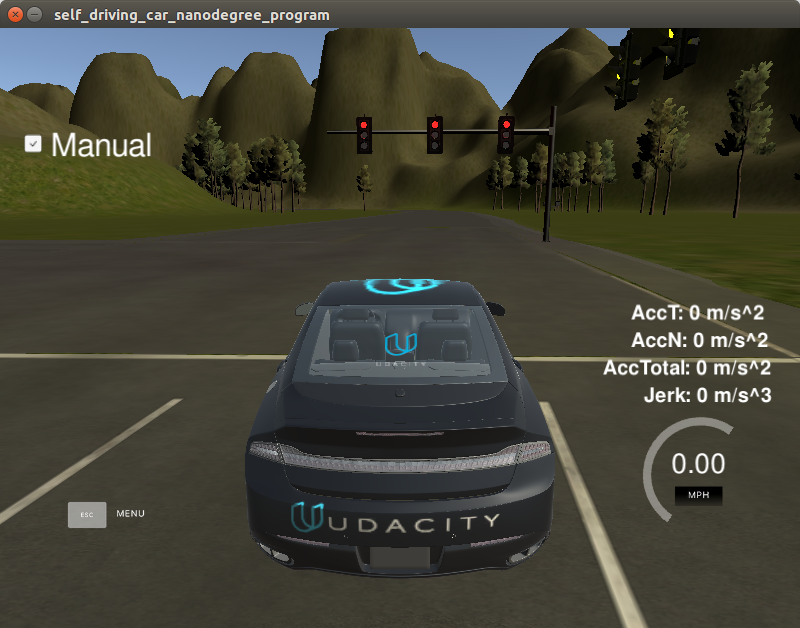 self_driving_car_nanodegree_program
Manual
AccT: 0 m/s^2
AccN: 0 m/s^2
AccTotal: 0 m/s^2
Jerk: 0 m/s^3
UDACITY
0.00
MPH
ESC MENU
UDACITY